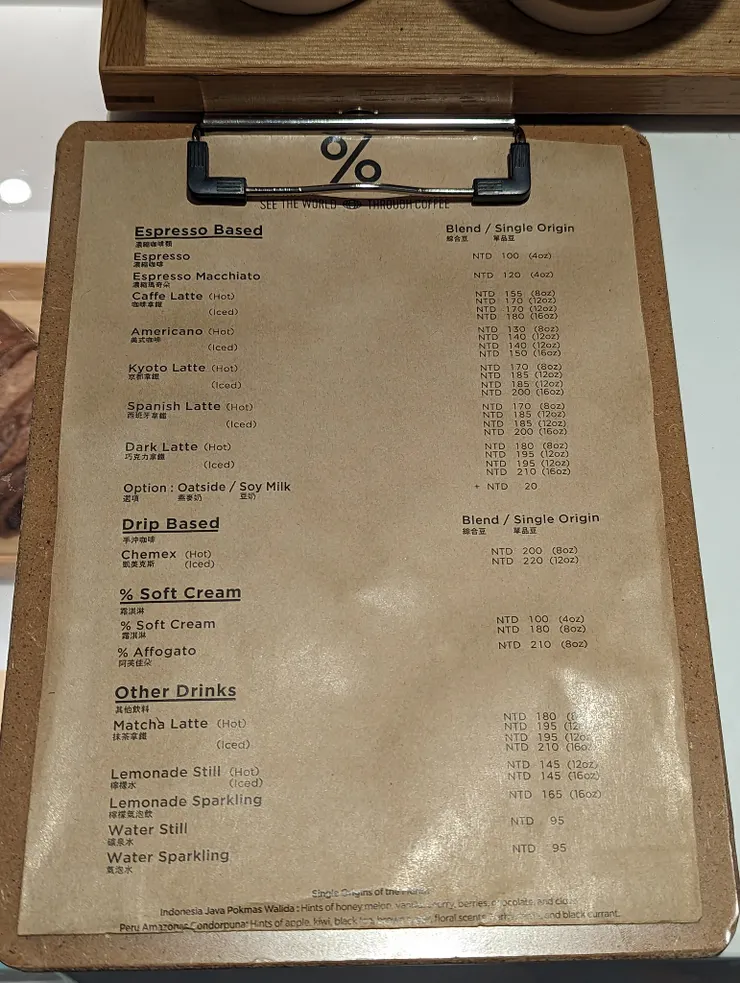 %
SEE THE WORLD THROUGH COFFEE
Espresso Based Blend / Single Origin
濃縮咖啡類 綜合豆 單品豆
Espresso NTD 100 (4oz)
濃縮咖啡
Espresso Macchiato NTD 120 (4oz)
濃縮瑪奇朵
Caffe Latte (Hot) NTD 155 (8oz)
咖啡拿鐵 NTD 170 (12oz)
(Iced) NTD 170 (12oz)
NTD 180 (16oz)
Americano (Hot) NTD 130 (8oz)
美式咖啡 NTD 140 (12oz)
(Iced) NTD 140 (12oz)
NTD 150 (16oz)
Kyoto Latte (Hot) NTD 170 (8oz)
京都拿鐵 NTD 185 (12oz)
(Iced) NTD 185 (12oz)
NTD 200 (16oz)
Spanish Latte (Hot) NTD 170 (8oz)
西班牙拿鐵 NTD 185 (12oz)
(Iced) NTD 185 (12oz)
NTD 200 (16oz)
Dark Latte (Hot) NTD 180 (8oz)
巧克力拿鐵 NTD 195 (12oz)
(Iced) NTD 195 (12oz)
NTD 210 (16oz)
Option : Oatside / Soy Milk + NTD 20
選項 燕麥奶 豆奶
Drip Based Blend / Single Origin
手沖咖啡 綜合豆 單品豆
Chemex (Hot) NTD 200 (8oz)
凱美克斯 (Iced) NTD 220 (12oz)
% Soft Cream
霜淇淋
% Soft Cream NTD 100 (4oz)
霜淇淋 NTD 180 (8oz)
% Affogato NTD 210 (8oz)
阿芙佳朵
Other Drinks
其他飲料
Matcha Latte (Hot) NTD 180
抹茶拿鐵 NTD 195
(Iced) NTD 195
NTD 210 (16oz)
Lemonade Still (Hot) NTD 145 (12oz)
檸檬水 (Iced) NTD 145 (16oz)
Lemonade Sparkling NTD 165 (16oz)
檸檬氣泡飲
Water Still NTD 95
礦泉水
Water Sparkling NTD 95
氣泡水
Single Origins of the
Indonesia Java Pokmas Walida : Hints of honey melon, curry, berries, chocolate, and
Peru Amazonas Condorpuna: Hints of apple, kiwi, black floral scents and black currant.